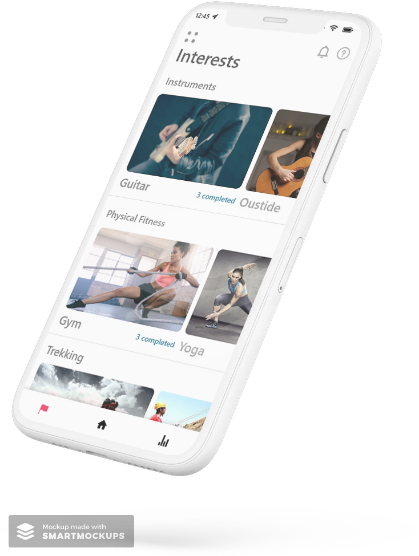 12:45
Interests
Instruments
Guitar
3 completed
Oustide
Physical Fitness
Gym
3 completed
Yoga
Trekking
Mockup made with
SMARTMOCKUPS